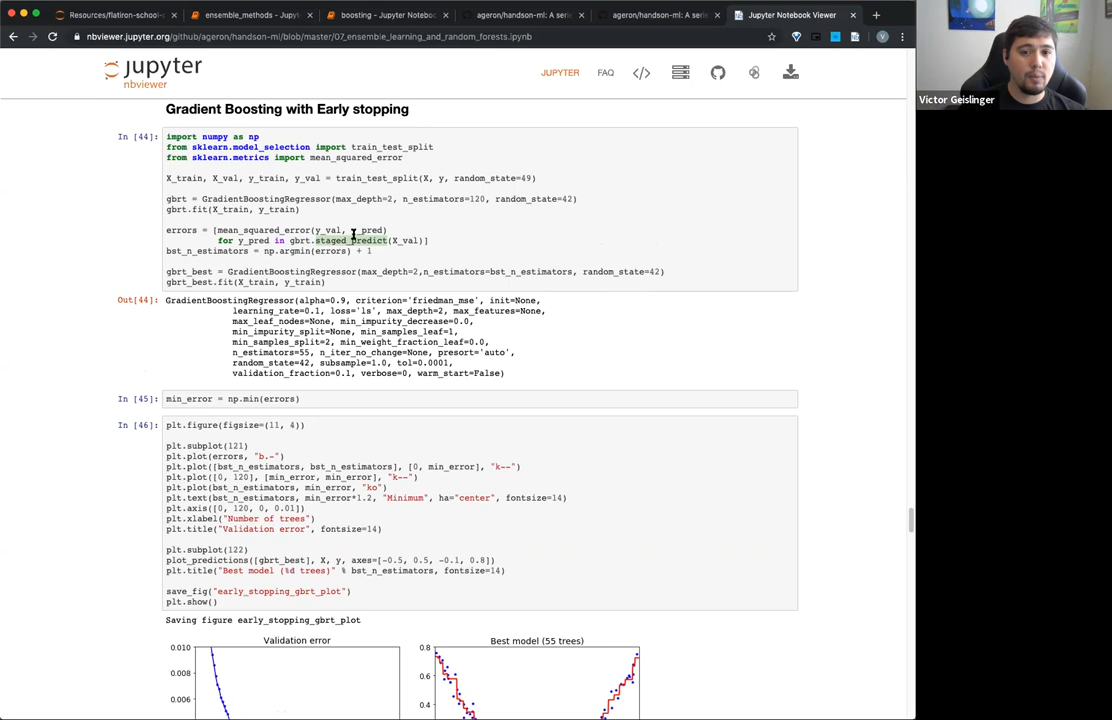 Resources/flatiron-school-
ensemble_methods - Jupyt
boosting - Jupyter Notebook
ageron/handson-ml: A serie
ageron/handson-ml: A serie
Jupyter Notebook Viewer
nbviewer.jupyter.org/github/ageron/handson-ml/blob/master/07_ensemble_learning_and_random_forests.ipynb
V
jupyter
nbviewer
JUPYTER
FAQ
Victor Geislinger
Gradient Boosting with Early stopping
In [44]:
import numpy as np
from sklearn.model_selection import train_test_split
from sklearn.metrics import mean_squared_error
X_train, X_val, y_train, y_val = train_test_split(X, y, random_state=49)
gbrt = GradientBoostingRegressor(max_depth=2, n_estimators=120, random_state=42)
gbrt.fit(X_train, y_train)
errors = [mean_squared_error(y_val, y_pred)
for y_pred in gbrt.staged_predict(X_val)]
bst_n_estimators = np.argmin(errors) + 1
gbrt_best = GradientBoostingRegressor(max_depth=2,n_estimators=bst_n_estimators, random_state=42)
gbrt_best.fit(X_train, y_train)
Out[44]:
GradientBoostingRegressor(alpha=0.9, criterion='friedman_mse', init=None,
learning_rate=0.1, loss='ls', max_depth=2, max_features=None,
max_leaf_nodes=None, min_impurity_decrease=0.0,
min_impurity_split=None, min_samples_leaf=1,
min_samples_split=2, min_weight_fraction_leaf=0.0,
n_estimators=55, n_iter_no_change=None, presort='auto',
random_state=42, subsample=1.0, tol=0.0001,
validation_fraction=0.1, verbose=0, warm_start=False)
In [45]:
min_error = np.min(errors)
In [46]:
plt.figure(figsize=(11, 4))
plt.subplot(121)
plt.plot(errors, "b.-")
plt.plot([bst_n_estimators, bst_n_estimators], [0, min_error], "k--")
plt.plot([0, 120], [min_error, min_error], "k--")
plt.plot(bst_n_estimators, min_error, "ko")
plt.text(bst_n_estimators, min_error*1.2, "Minimum", ha="center", fontsize=14)
plt.axis([0, 120, 0, 0.01])
plt.xlabel("Number of trees")
plt.title("Validation error", fontsize=14)
plt.subplot(122)
plot_predictions([gbrt_best], X, y, axes=[-0.5, 0.5, -0.1, 0.8])
plt.title("Best model (%d trees)" % bst_n_estimators, fontsize=14)
save_fig("early_stopping_gbrt_plot")
plt.show()
Saving figure early_stopping_gbrt_plot
Validation error
0.010
0.008
0.006
Best model (55 trees)
0.8
0.6
0.4